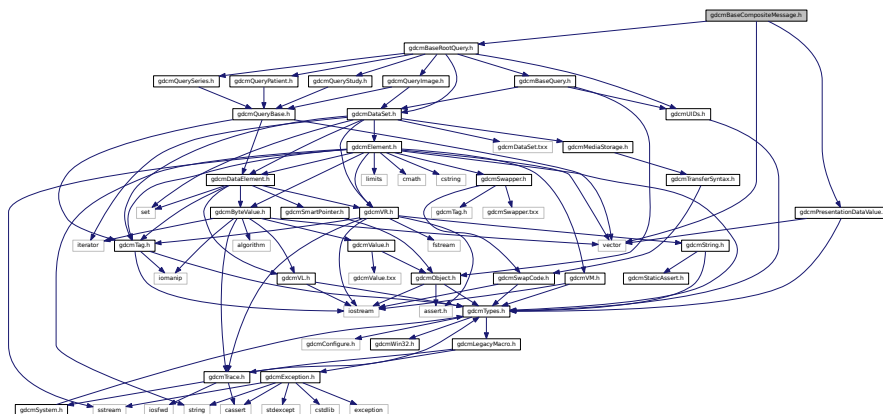 gdcmBaseCompositeMessage.h
gdcmBaseRootQuery.h
gdcmQuerySeries.h
gdcmQueryPatient.h
gdcmQueryStudy.h
gdcmQueryImage.h
gdcmBaseQuery.h
gdcmQueryBase.h
gdcmDataSet.h
gdcmUIDs.h
gdcmElement.h
gdcmDataSet.txx
gdcmMediaStorage.h
gdcmDataElement.h
limits
cmath
cstring
gdcmSwapper.h
gdcmTransferSyntax.h
set
gdcmByteValue.h
gdcmSmartPointer.h
gdcmVR.h
gdcmTag.h
gdcmSwapper.txx
gdcmPresentationDataValue.
iterator
gdcmTag.h
algorithm
gdcmValue.h
fstream
vector
gdcmString.h
iomanip
gdcmVL.h
gdcmValue.txx
gdcmObject.h
gdcmSwapCode.h
gdcmVM.h
gdcmStaticAssert.h
iostream
assert.h
gdcmTypes.h
gdcmConfigure.h
gdcmWin32.h
gdcmLegacyMacro.h
gdcmTrace.h
gdcmException.h
gdcmSystem.h
sstream
iosfwd
string
cassert
stdexcept
cstdlib
exception